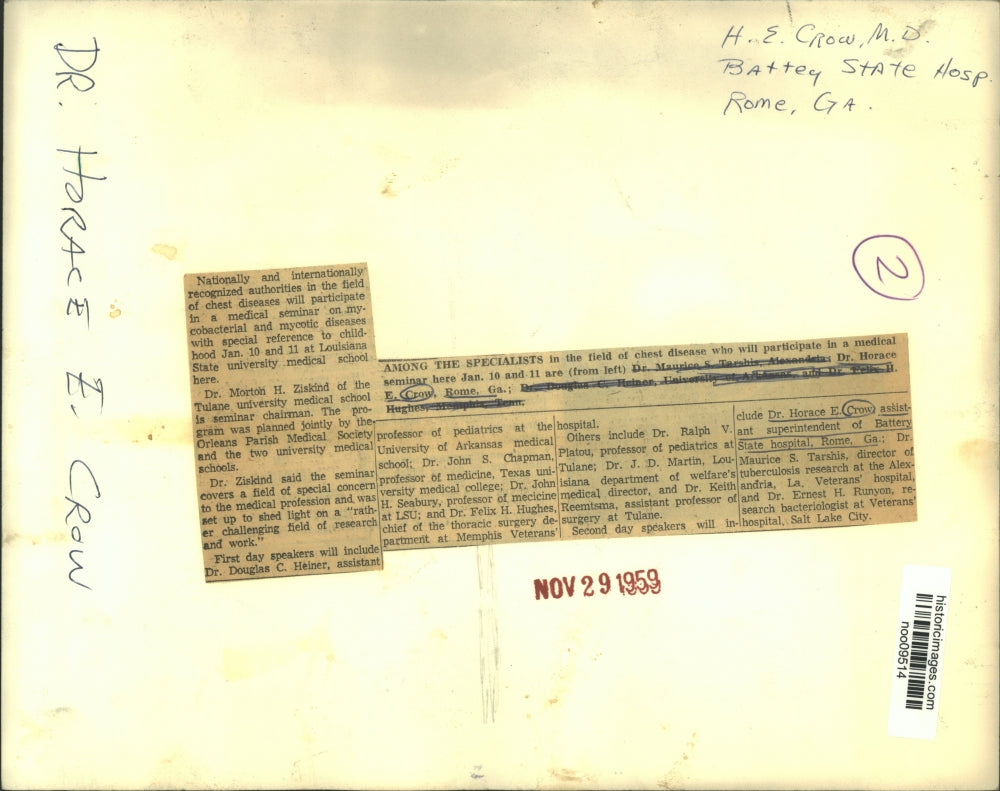 H. E. CROW, M.D.
BAttey STATE Hosp.
Rome, GA.
DR. HORACE E. CROW
2
Nationally and internationally
recognized authorities in the field
of chest diseases will participate
in a medical seminar on my-
cobacterial and mycotic diseases
with special reference to child-
hood Jan. 10 and 11 at Louisiana
State university medical school
here.
Dr. Morton H. Ziskind of the
Tulane university medical school
is seminar chairman. The pro-
gram was planned jointly by the
Orleans Parish Medical Society
and the two university medical
schools.
Dr. Ziskind said the seminar
covers a field of special concern
to the medical profession and was
set up to shed light on a "rath-
er challenging field of research
and work."
First day speakers will include
Dr. Douglas C. Heiner, assistant
AMONG THE SPECIALISTS in the field of chest disease who will participate in a medical
seminar here Jan. 10 and 11 are (from left) Dr. Maurice S. Tarshis, Alexandria; Dr. Horace
E. Crow, Rome, Ga.; Dr. Douglas C. Heiner, University of Arkansas, and Dr. Felix H.
Hughes, Memphis, Tenn.
professor of pediatrics at the
University of Arkansas medical
school; Dr. John S. Chapman,
professor of medicine, Texas uni-
versity medical college; Dr. John
H. Seabury, professor of mecicine
at LSU; and Dr. Felix H. Hughes,
chief of the thoracic surgery de-
partment at Memphis Veterans'
hospital.
Others include Dr. Ralph V.
Platou, professor of pediatrics at
Tulane; Dr. J. D. Martin, Lou-
isiana department of welfare's
medical director, and Dr. Keith
Reemtsma, assistant professor of
surgery at Tulane.
Second day speakers will in-
clude Dr. Horace E. Crow, assist-
ant superintendent of Battery
State hospital, Rome, Ga.; Dr.
Maurice S. Tarshis, director of
tuberculosis research at the Alex-
andria, La. Veterans' hospital,
and Dr. Ernest H. Runyon, re-
search bacteriologist at Veterans'
hospital, Salt Lake City.
NOV 29 1959
historicimages.com
noo09514